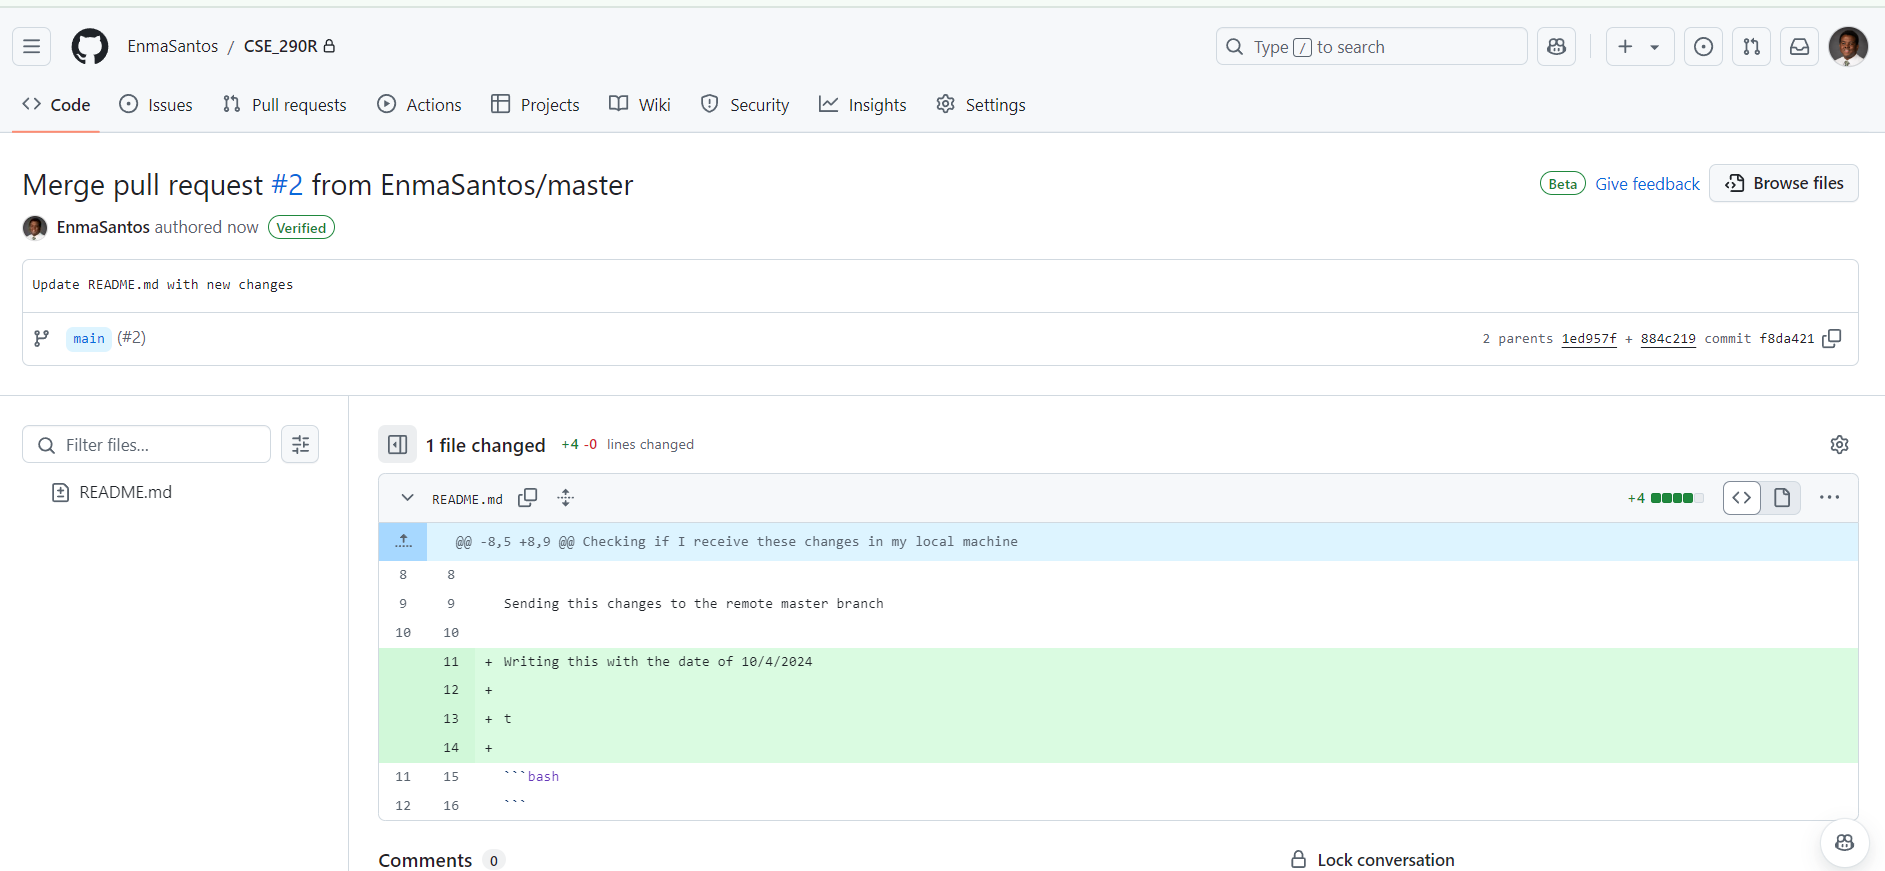 EnmaSantos / CSE_290R
Type / to search
Code Issues Pull requests Actions Projects Wiki Security Insights Settings
Merge pull request #2 from EnmaSantos/master
Beta Give feedback Browse files
EnmaSantos authored now Verified
Update README.md with new changes
main (#2)
2 parents 1ed957f + 884c219 commit f8da421
Filter files...
README.md
1 file changed +4 -0 lines changed
README.md
+4
@@ -8,5 +8,9 @@ Checking if I receive these changes in my local machine
8 8
9 9 Sending this changes to the remote master branch
10 10
11 + Writing this with the date of 10/4/2024
12 +
13 + t
14 +
11 15 ```bash
12 16 ```
Comments 0
Lock conversation